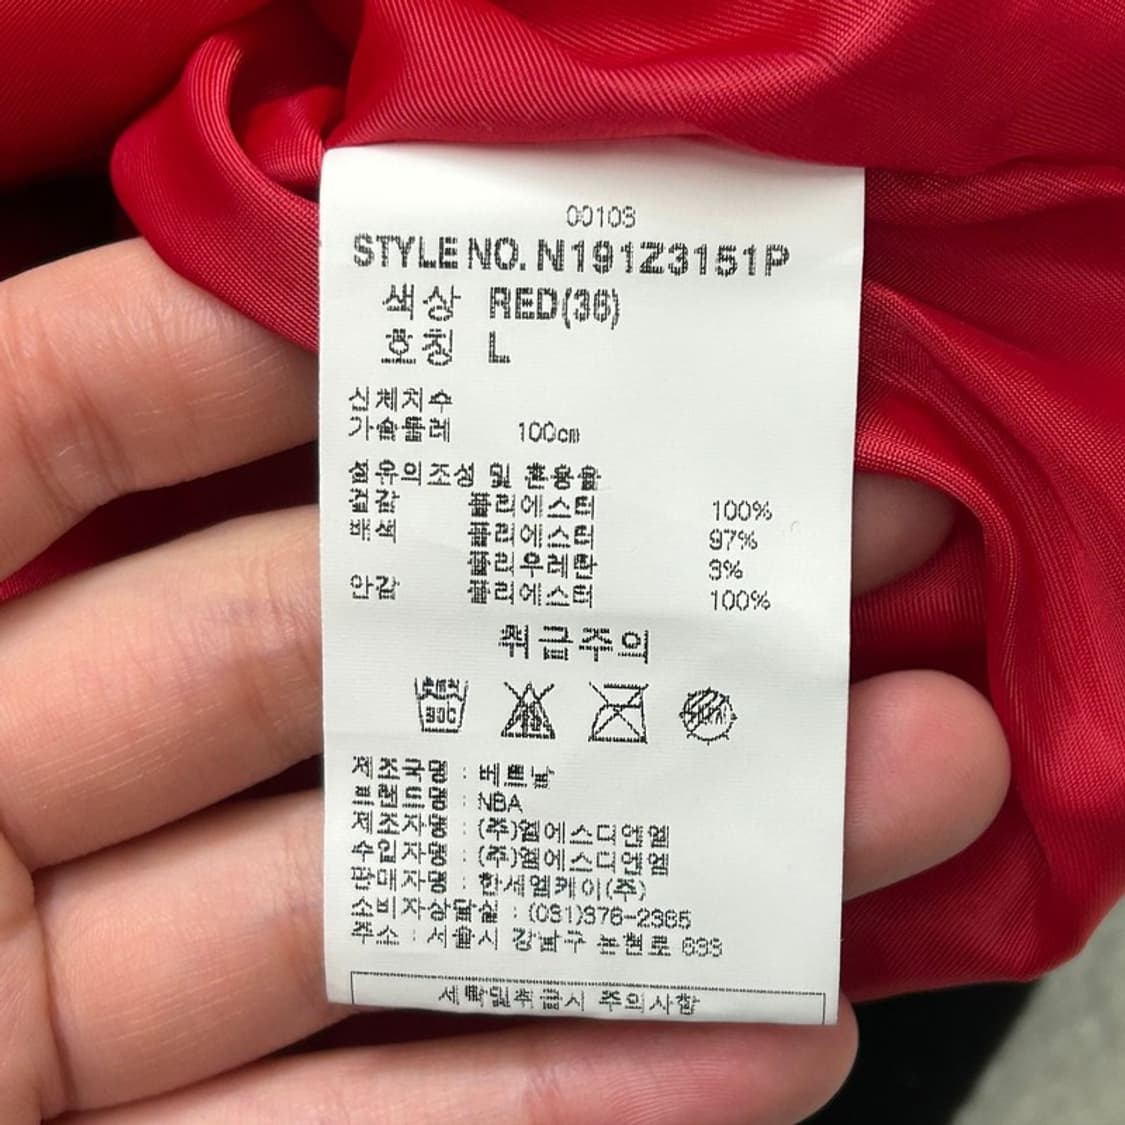 00103
STYLE NO. N191Z3151P
색상 RED(36)
호칭 L
신체치수
가슴둘레 100cm
섬유의조성 및 혼용율
겉감 폴리에스터 100%
배색 폴리에스터 97%
폴리우레탄 3%
안감 폴리에스터 100%
취급주의
제조국명 : 베트남
브랜드명 : NBA
제조자명 : (주)엠에스디앤엠
수입자명 : (주)엠에스디앤엠
판매자명 : 한세엠케이(주)
소비자상담실 : (031)376-2365
주소 : 서울시 강남구 논현로 633
세탁및취급시 주의사항